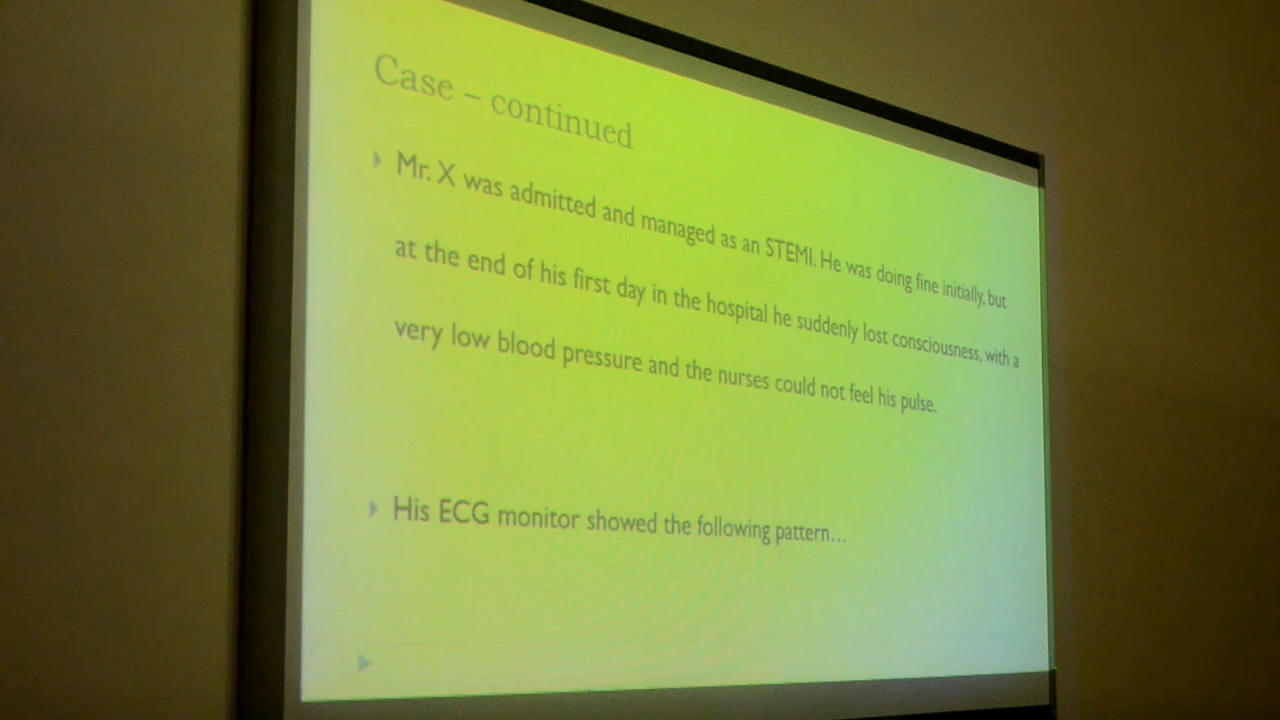 Case – continued
Mr. X was admitted and managed as an STEMI. He was doing fine initially, but
at the end of his first day in the hospital he suddenly lost consciousness, with a
very low blood pressure and the nurses could not feel his pulse.
His ECG monitor showed the following pattern...